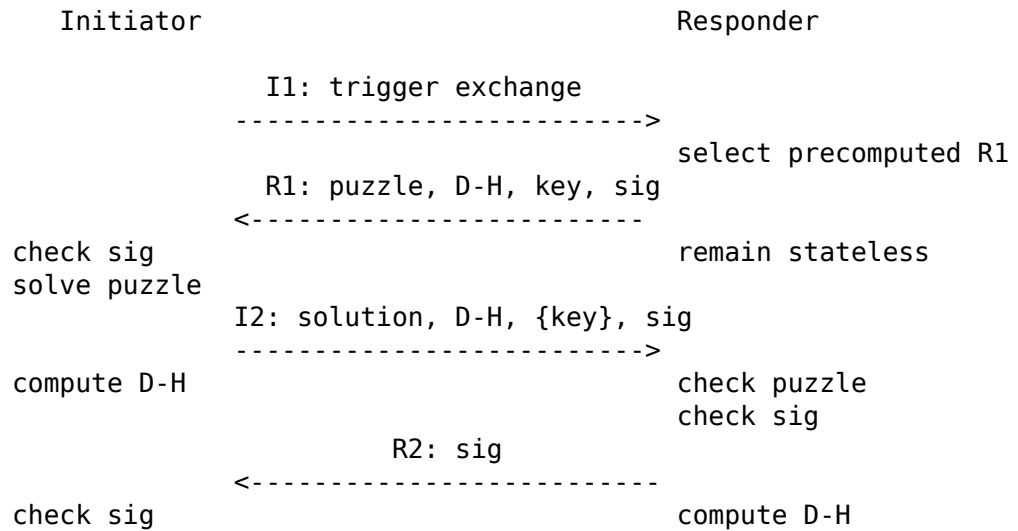 Initiator                              Responder
I1: trigger exchange
-------------------------->
select precomputed R1
R1: puzzle, D-H, key, sig
<-------------------------
check sig                              remain stateless
solve puzzle
I2: solution, D-H, {key}, sig
-------------------------->
compute D-H                            check puzzle
check sig
R2: sig
<--------------------------
check sig                              compute D-H